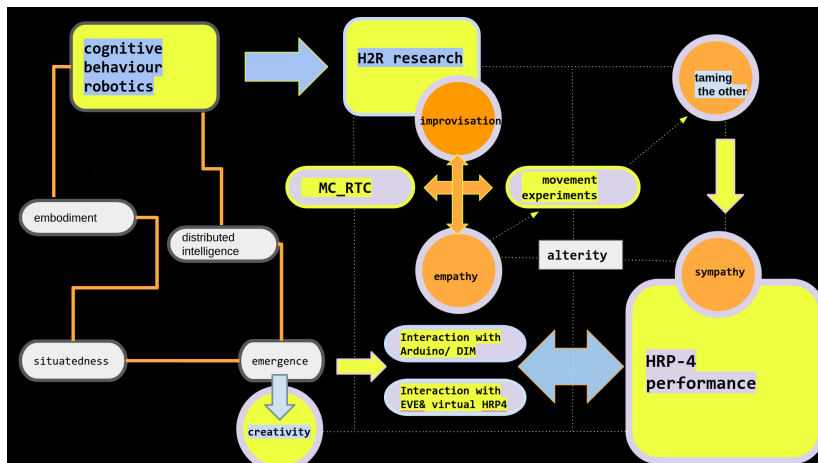 cognitive
behaviour
robotics
H2R research
taming
the other
improvisation
MC_RTC
movement
experiments
embodiment
distributed
intelligence
alterity
empathy
sympathy
situatedness
emergence
Interaction with
Arduino/ DIM
HRP-4
performance
Interaction with
EVE& virtual HRP4
creativity